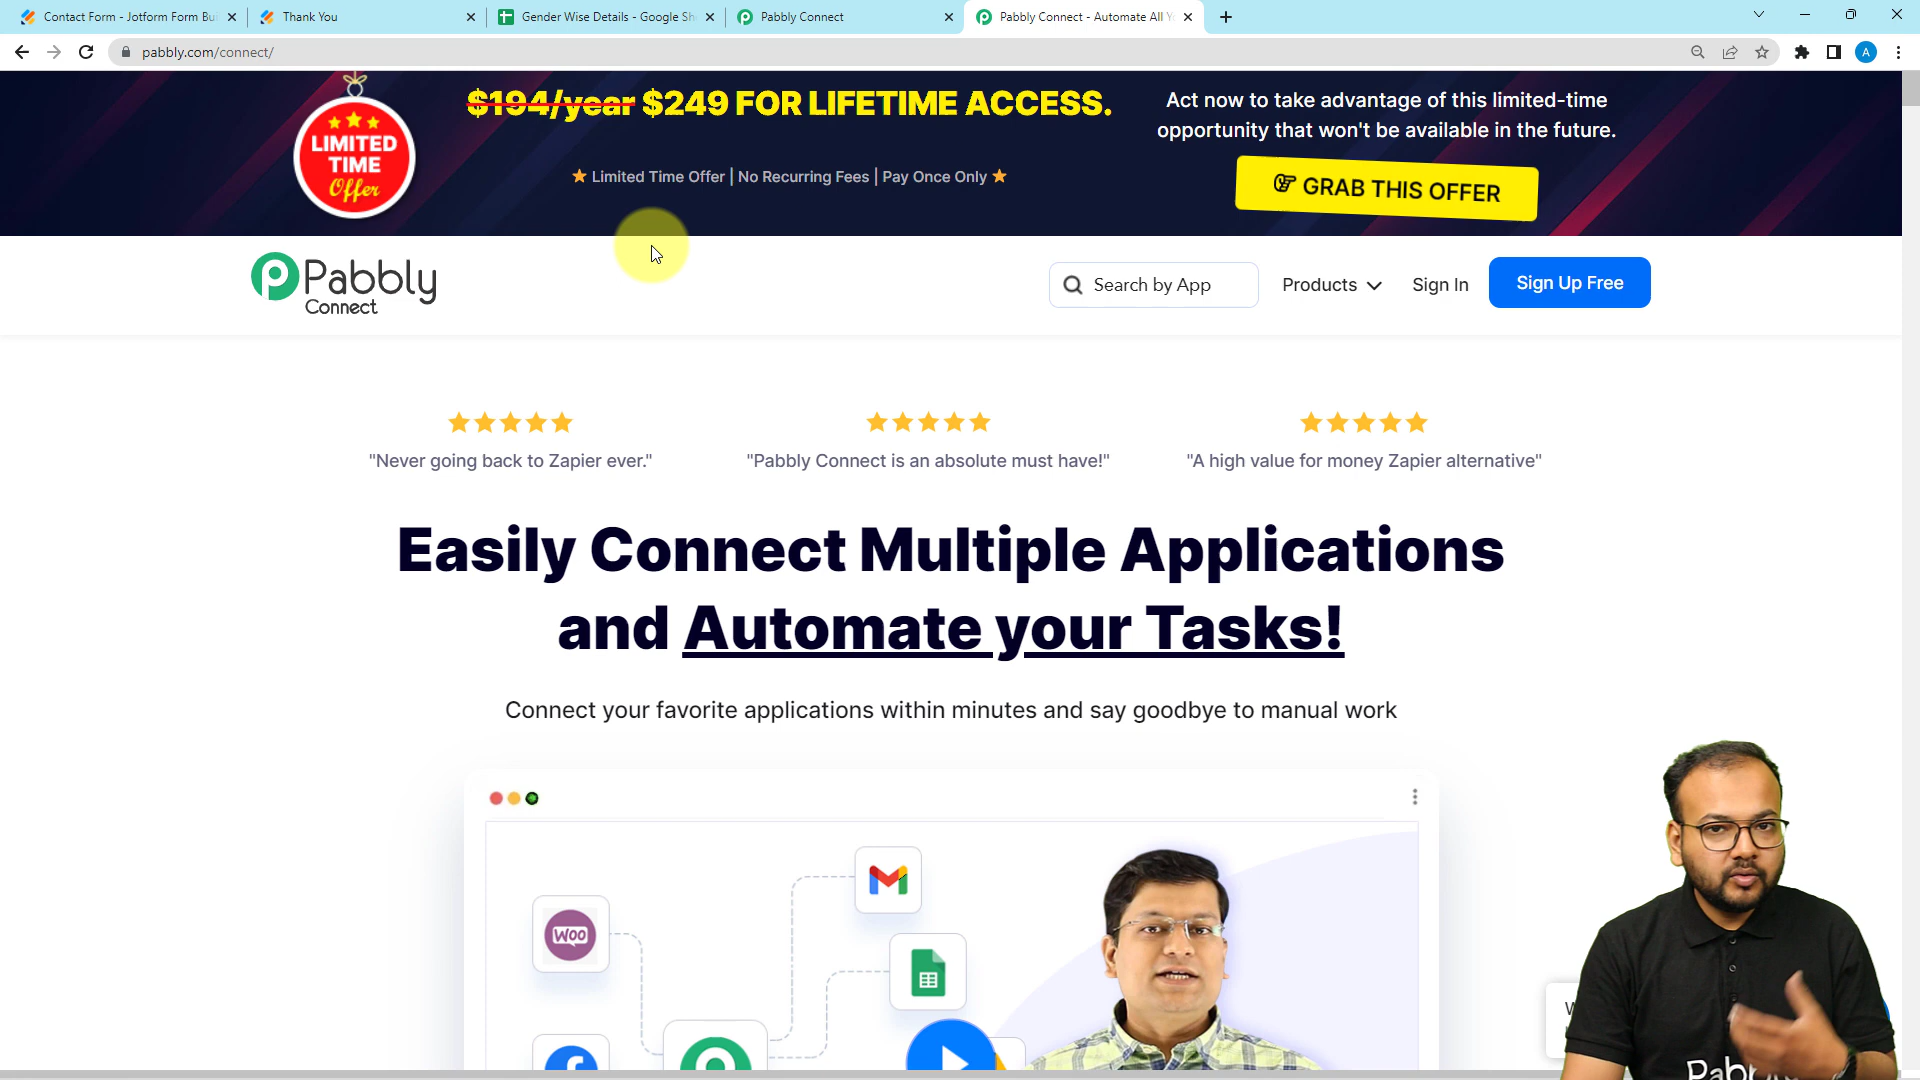 Contact Form - Jotform Form Bu
Thank You
Gender Wise Details - Google Sh
Pabbly Connect
Pabbly Connect - Automate All Y
pabbly.com/connect/
A
LIMITED
TIME
Offer
$194/year $249 FOR LIFETIME ACCESS.
Limited Time Offer | No Recurring Fees | Pay Once Only
Act now to take advantage of this limited-time
opportunity that won't be available in the future.
GRAB THIS OFFER
Pabbly
Connect
Search by App
Products
Sign In
Sign Up Free
"Never going back to Zapier ever."
"Pabbly Connect is an absolute must have!"
"A high value for money Zapier alternative"
Easily Connect Multiple Applications
and Automate your Tasks!
Connect your favorite applications within minutes and say goodbye to manual work
WOO